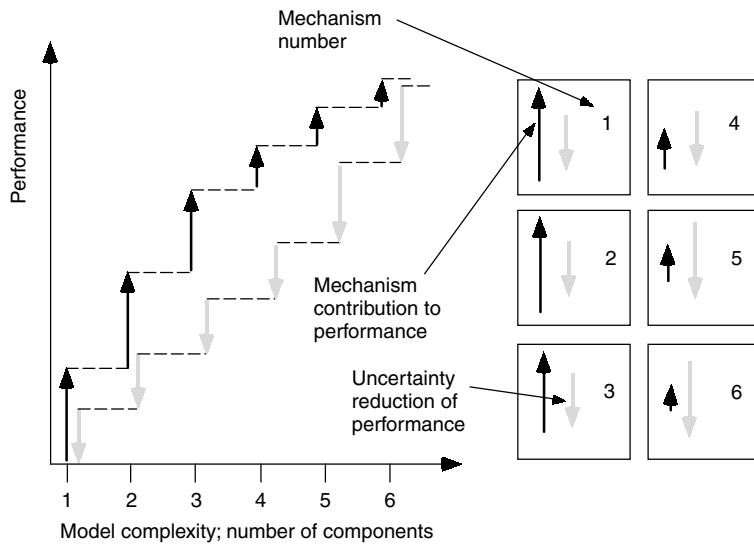 Mechanism
number
Performance
1
4
2
5
Mechanism
contribution to
performance
Uncertainty
reduction of
performance
3
6
1 2 3 4 5 6
Model complexity; number of components